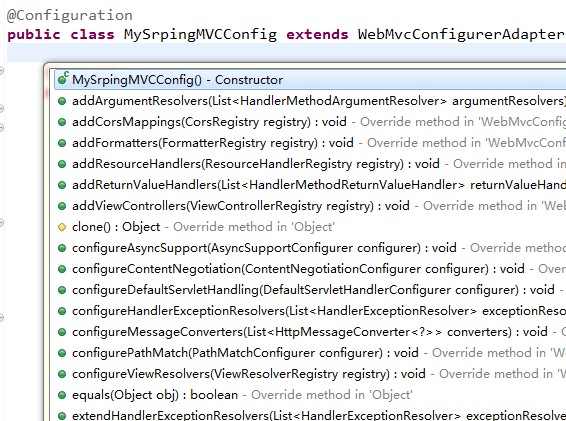 @Configuration
public class MySrpingMVCConfig extends WebMvcConfigurerAdapter
MySrpingMVCConfig() - Constructor
addArgumentResolvers(List<HandlerMethodArgumentResolver> argumentResolvers)
addCorsMappings(CorsRegistry registry) : void - Override method in 'WebMvcConfig
addFormatters(FormatterRegistry registry) : void - Override method in 'WebMvcConf
addResourceHandlers(ResourceHandlerRegistry registry) : void - Override method in
addReturnValueHandlers(List<HandlerMethodReturnValueHandler> returnValueHand
addViewControllers(ViewControllerRegistry registry) : void - Override method in 'Web
clone() : Object - Override method in 'Object'
configureAsyncSupport(AsyncSupportConfigurer configurer) : void - Override metho
configureContentNegotiation(ContentNegotiationConfigurer configurer) : void - Over
configureDefaultServletHandling(DefaultServletHandlerConfigurer configurer) : void -
configureHandlerExceptionResolvers(List<HandlerExceptionResolver> exceptionReso
configureMessageConverters(List<HttpMessageConverter<?>> converters) : void - Ov
configurePathMatch(PathMatchConfigurer configurer) : void - Override method in 'W
configureViewResolvers(ViewResolverRegistry registry) : void - Override method in 'W
equals(Object obj) : boolean - Override method in 'Object'
extendHandlerExceptionResolvers(List<HandlerExceptionResolver> exceptionResolver